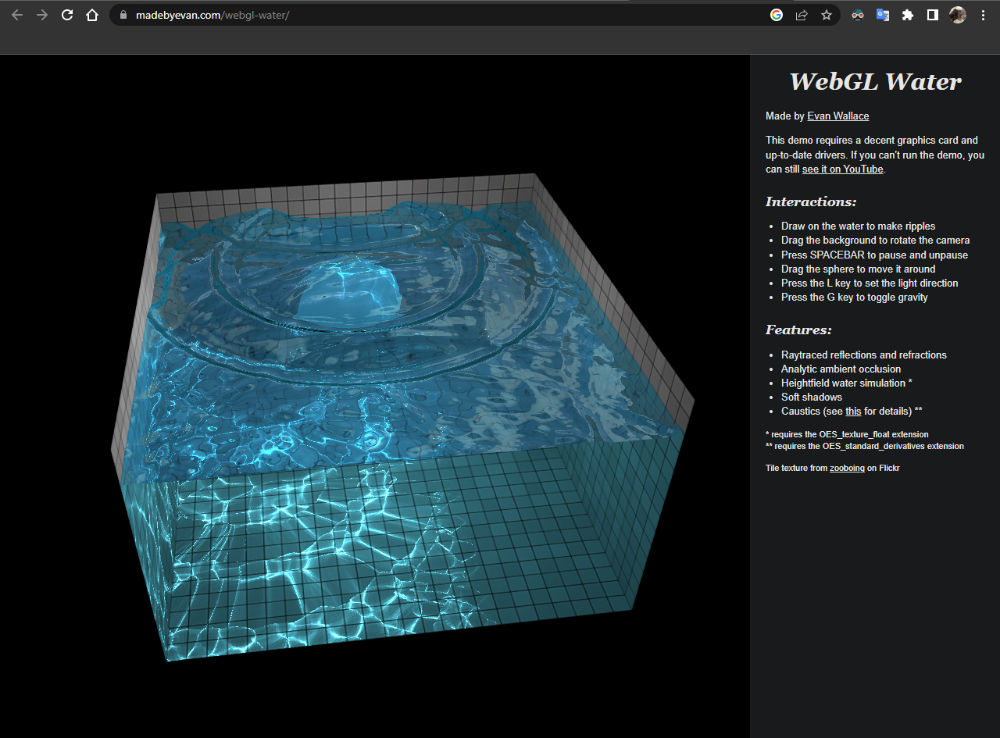 madebyevan.com/webgl-water/
WebGL Water
Made by Evan Wallace
This demo requires a decent graphics card and
up-to-date drivers. If you can't run the demo, you
can still see it on YouTube.
Interactions:
• Draw on the water to make ripples
• Drag the background to rotate the camera
• Press SPACEBAR to pause and unpause
• Drag the sphere to move it around
• Press the L key to set the light direction
• Press the G key to toggle gravity
Features:
• Raytraced reflections and refractions
• Analytic ambient occlusion
• Heightfield water simulation *
• Soft shadows
• Caustics (see this for details) **
* requires the OES_texture_float extension
** requires the OES_standard_derivatives extension
Tile texture from zooboing on Flickr